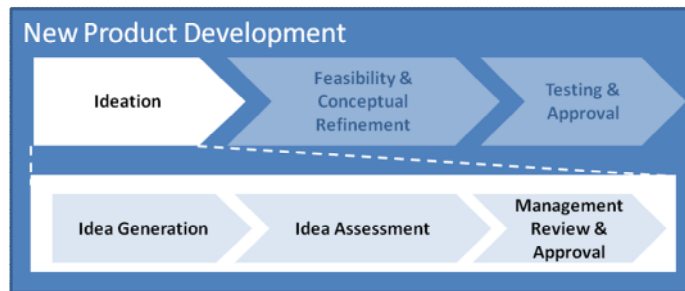 New Product Development
Ideation
Feasibility &
Conceptual
Refinement
Testing &
Approval
Idea Generation
Idea Assessment
Management
Review &
Approval